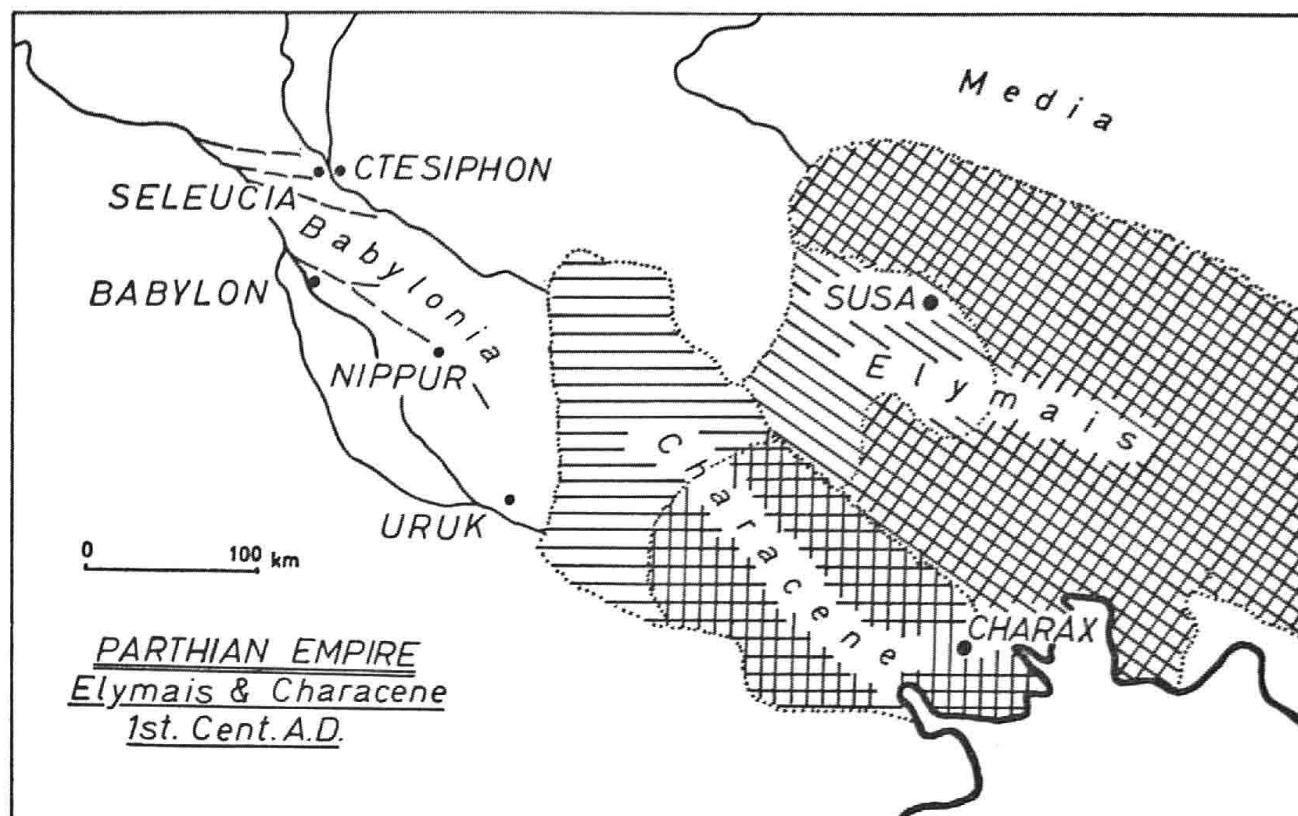 Media
CTESIPHON
SELEUCIA
Babylonia
BABYLON
SUSA
NIPPUR
Elymais
Characene
URUK
0 100 km
CHARAX
PARTHIAN EMPIRE
Elymais & Characene
1st. Cent. A.D.